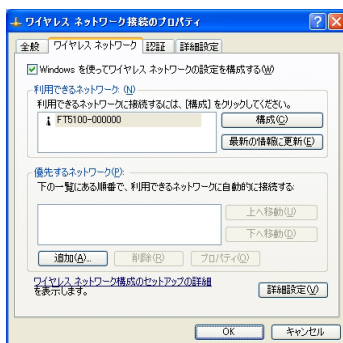 ワイヤレス ネットワーク接続のプロパティ
全般 ワイヤレス ネットワーク 認証 詳細設定
Windows を使ってワイヤレス ネットワークの設定を構成する(W)
利用できるネットワーク: (N)
利用できるネットワークに接続するには、[構成] をクリックしてください。
FT5100-000000
構成(C)
最新の情報に更新(E)
優先するネットワーク(P):
下の一覧にある順番で、利用できるネットワークに自動的に接続する:
上へ移動(U)
下へ移動(D)
追加(A)... 削除(R) プロパティ(O)
ワイヤレス ネットワーク構成のセットアップの詳細
を表示します。
詳細設定(V)
OK キャンセル